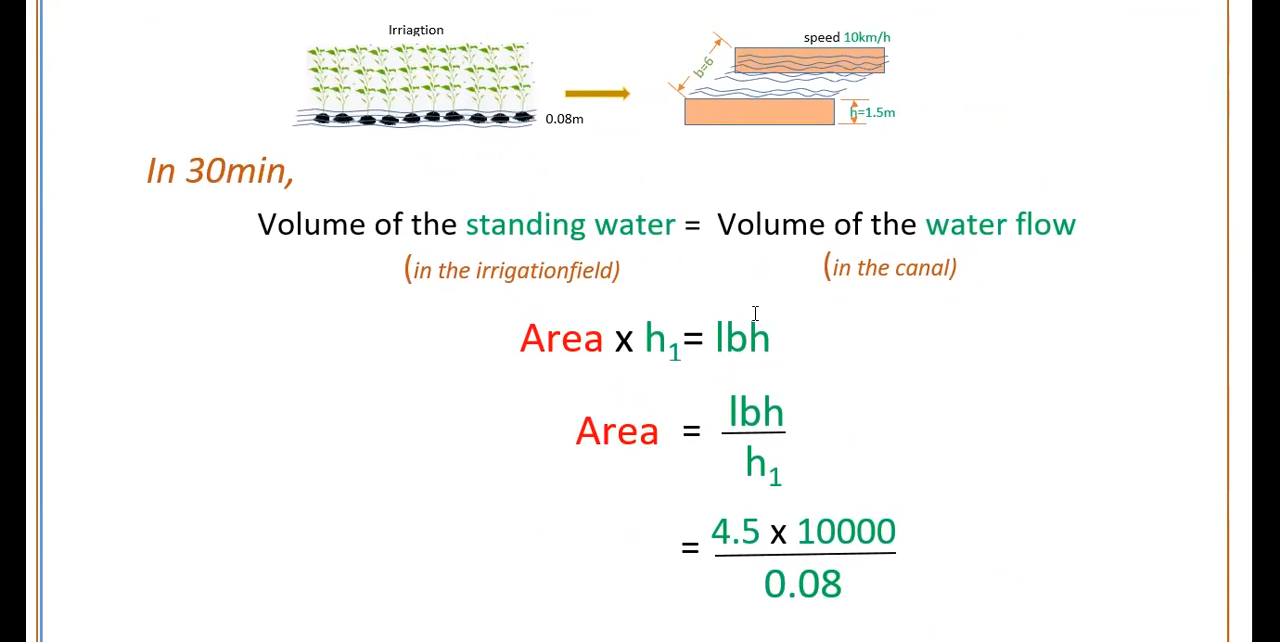 Irriagtion
speed 10km/h
b=6
0.08m
h=1.5m
In 30min,
Volume of the standing water = Volume of the water flow
(in the irrigationfield) (in the canal)
Area x h₁= lbh
Area = lbh
h₁
= 4.5 x 10000
0.08